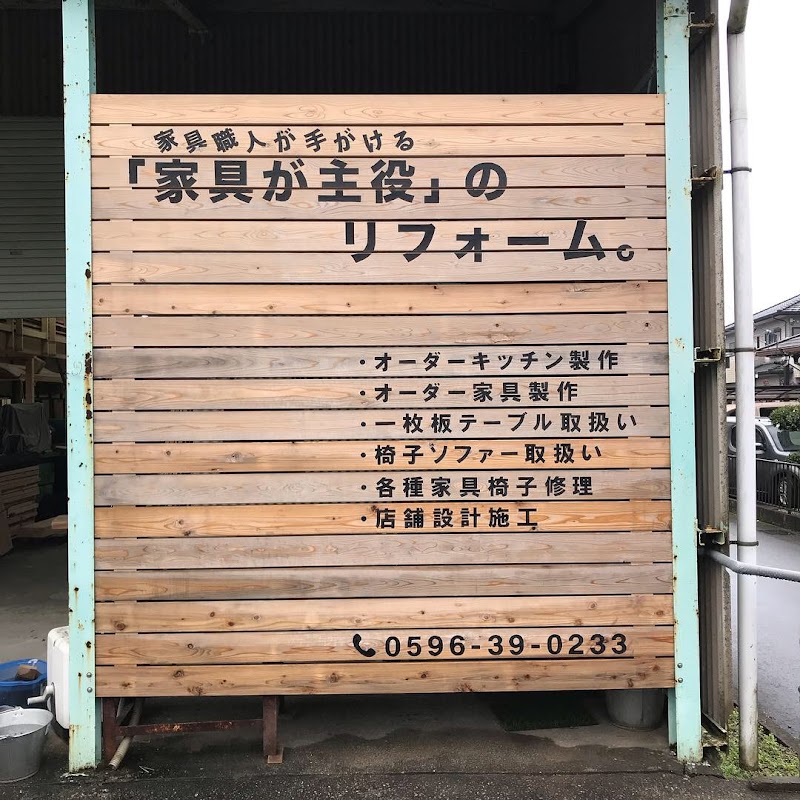 家具職人が手がける
「家具が主役」の
リフォーム。
・オーダーキッチン製作
・オーダー家具製作
・一枚板テーブル取扱い
・椅子ソファー取扱い
・各種家具椅子修理
・店舗設計施工
0596-39-0233